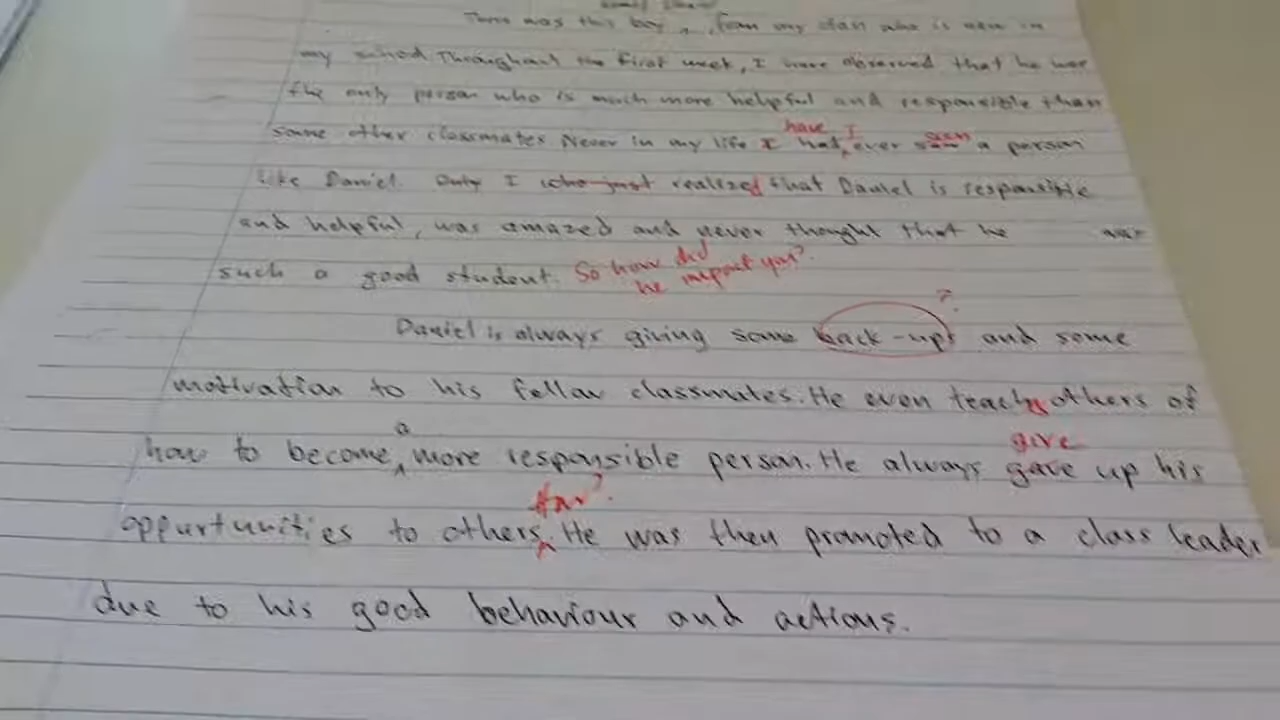 There was this boy, from my class who is new in
my school Throughout the first week, I have observed that he was
the only person who is much more helpful and responsible than
have I seen
some other classmates Never in my life I had ever a person
like Daniel. Only I who just realized that Daniel is responsible
and helpful, was amazed and never thought that he was
such a good student. So how did
he impact you?
?
Daniel is always giving some back-ups and some
motivation to his fellow classmates. He even teaches others of
a give
how to become more responsible person. He always gave up his
How?
oppurtunities to others. He was then promoted to a class leader
due to his good behaviour and actions.